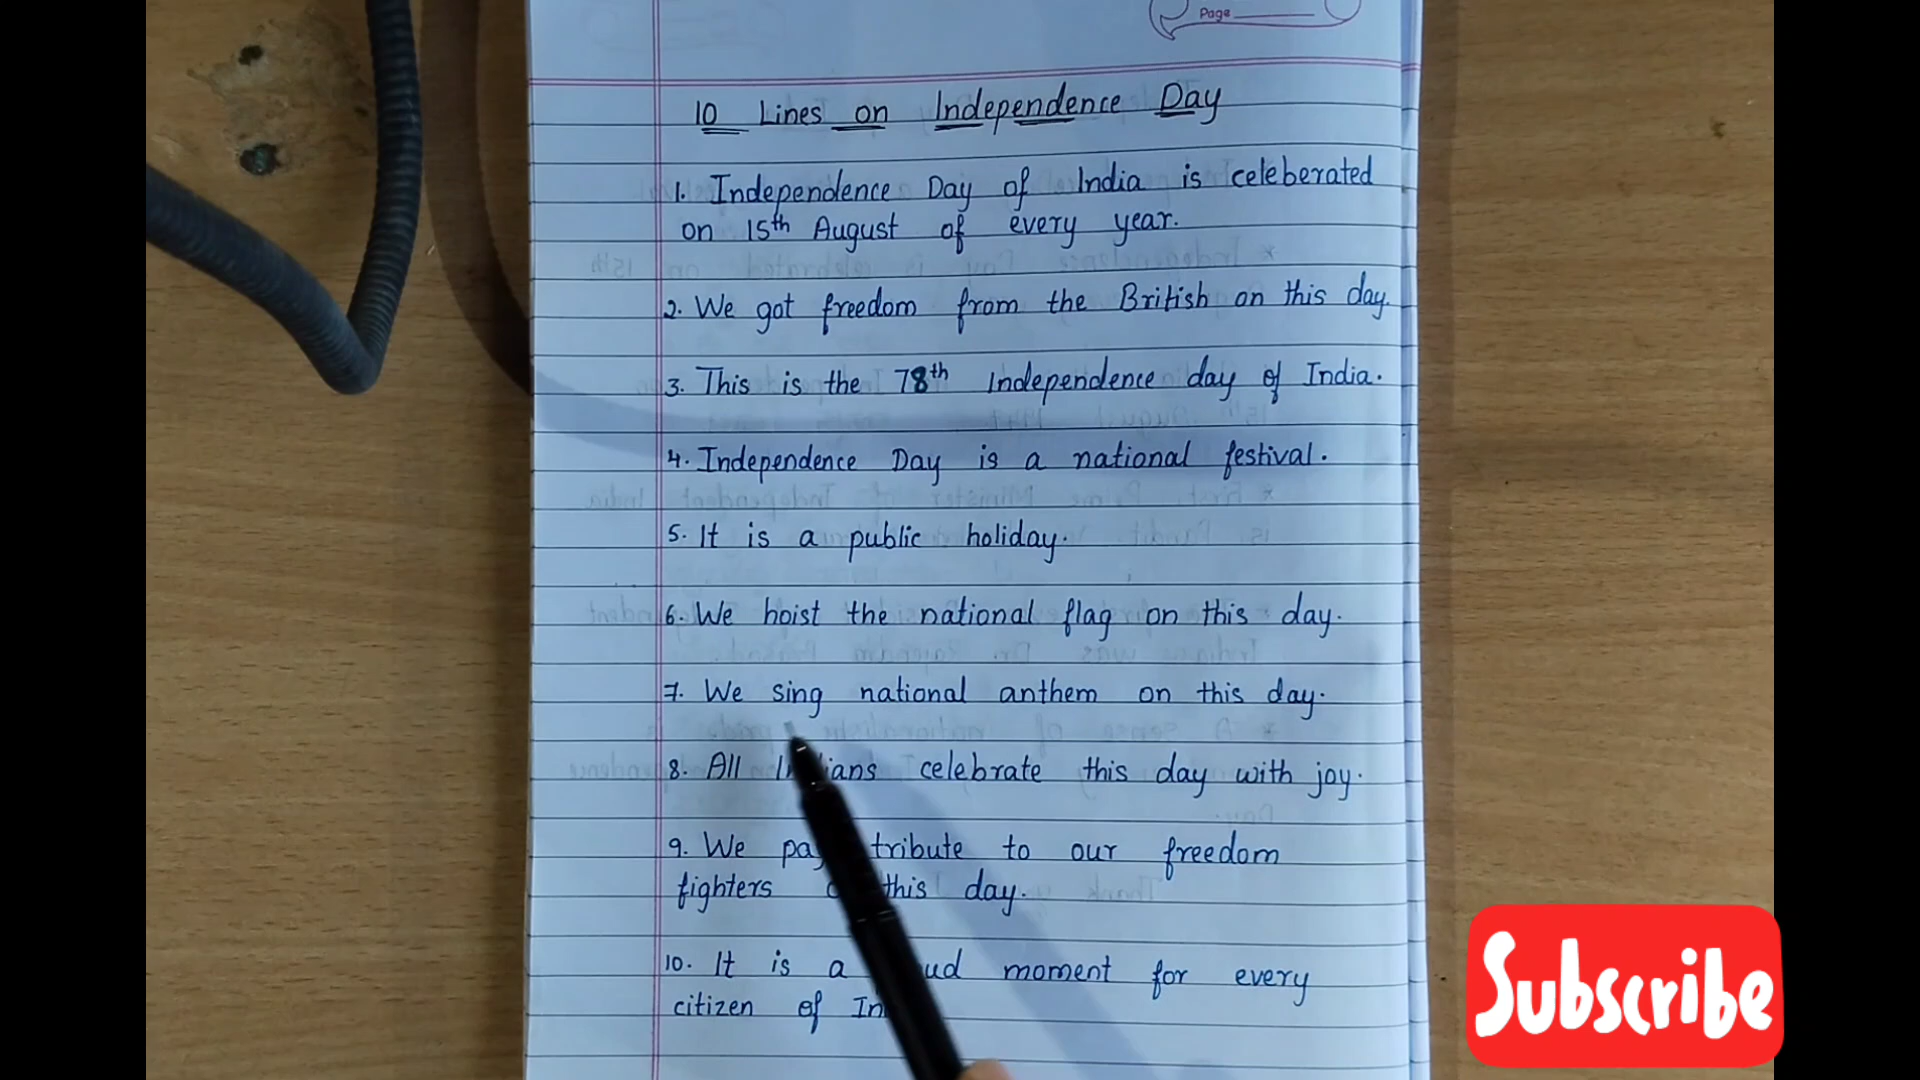 Page
10 Lines on Independence Day
1. Independence Day of India is celeberated
on 15th August of every year.
2. We got freedom from the British on this day.
3. This is the 78th Independence day of India.
4. Independence Day is a national festival.
5. It is a public holiday.
6. We hoist the national flag on this day.
7. We sing national anthem on this day.
8. All Indians celebrate this day with joy.
9. We pay tribute to our freedom
fighters this day.
10. It is a moment for every
citizen of
Subscribe